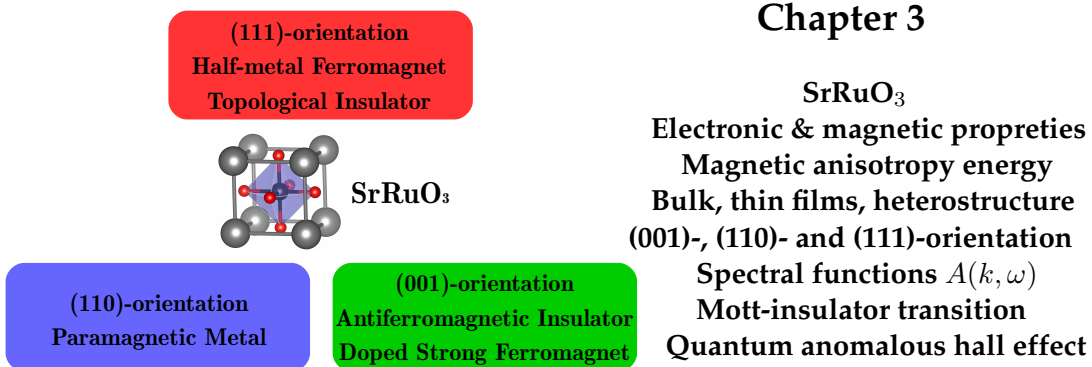 (111)-orientation
Half-metal Ferromagnet
Topological Insulator
SrRuO₃
(110)-orientation
Paramagnetic Metal
(001)-orientation
Antiferromagnetic Insulator
Doped Strong Ferromagnet
Chapter 3
SrRuO₃
Electronic & magnetic propreties
Magnetic anisotropy energy
Bulk, thin films, heterostructure
(001)-, (110)- and (111)-orientation
Spectral functions A(k, ω)
Mott-insulator transition
Quantum anomalous hall effect